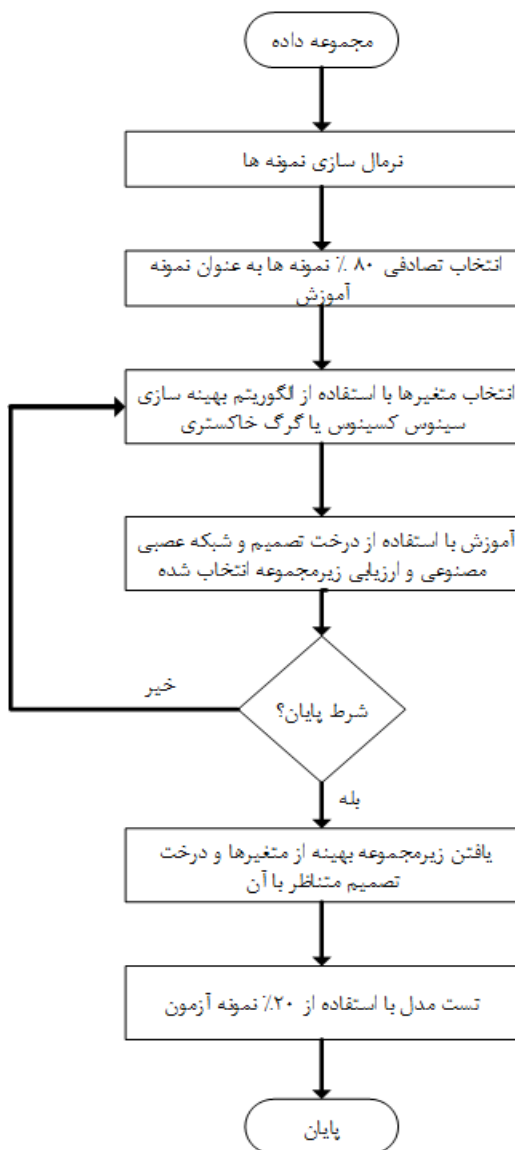 مجموعه داده
نرمال سازی نمونه ها
انتخاب تصادفی ۸۰ ٪ نمونه ها به عنوان نمونه
آموزش
انتخاب متغیرها با استفاده از الگوریتم بهینه سازی
سینوس کسینوس یا گرگ خاکستری
آموزش با استفاده از درخت تصمیم و شبکه عصبی
مصنوعی و ارزیابی زیرمجموعه انتخاب شده
شرط پایان؟
خیر
بله
یافتن زیرمجموعه بهینه از متغیرها و درخت
تصمیم متناظر با آن
تست مدل با استفاده از ۲۰٪ نمونه آزمون
پایان